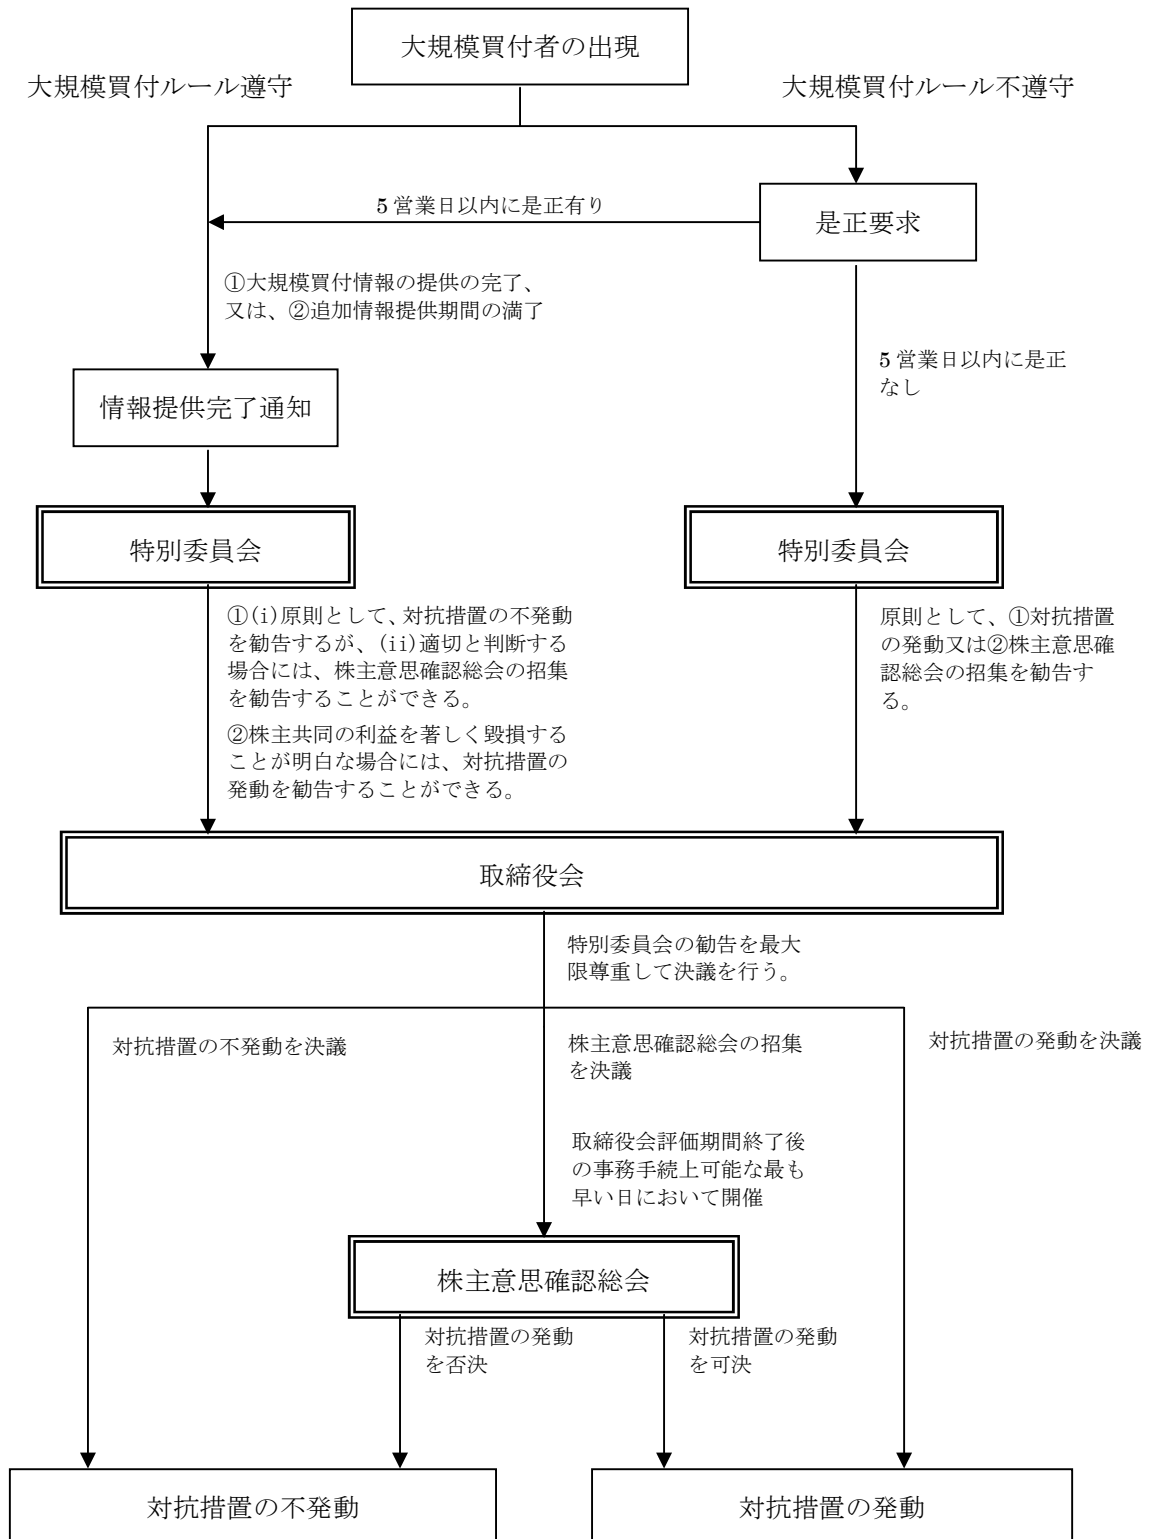 大規模買付者の出現
大規模買付ルール遵守
大規模買付ルール不遵守
5営業日以内に是正有り
是正要求
①大規模買付情報の提供の完了、
又は、②追加情報提供期間の満了
5営業日以内に是正
なし
情報提供完了通知
特別委員会
特別委員会
①(i)原則として、対抗措置の不発動
を勧告するが、(ii)適切と判断する
場合には、株主意思確認総会の招集
を勧告することができる。
②株主共同の利益を著しく毀損する
ことが明白な場合には、対抗措置の
発動を勧告することができる。
原則として、①対抗措置
の発動又は②株主意思確
認総会の招集を勧告す
る。
取締役会
特別委員会の勧告を最大
限尊重して決議を行う。
対抗措置の不発動を決議
株主意思確認総会の招集
を決議
対抗措置の発動を決議
取締役会評価期間終了後
の事務手続上可能な最も
早い日において開催
株主意思確認総会
対抗措置の発動
を否決
対抗措置の発動
を可決
対抗措置の不発動
対抗措置の発動